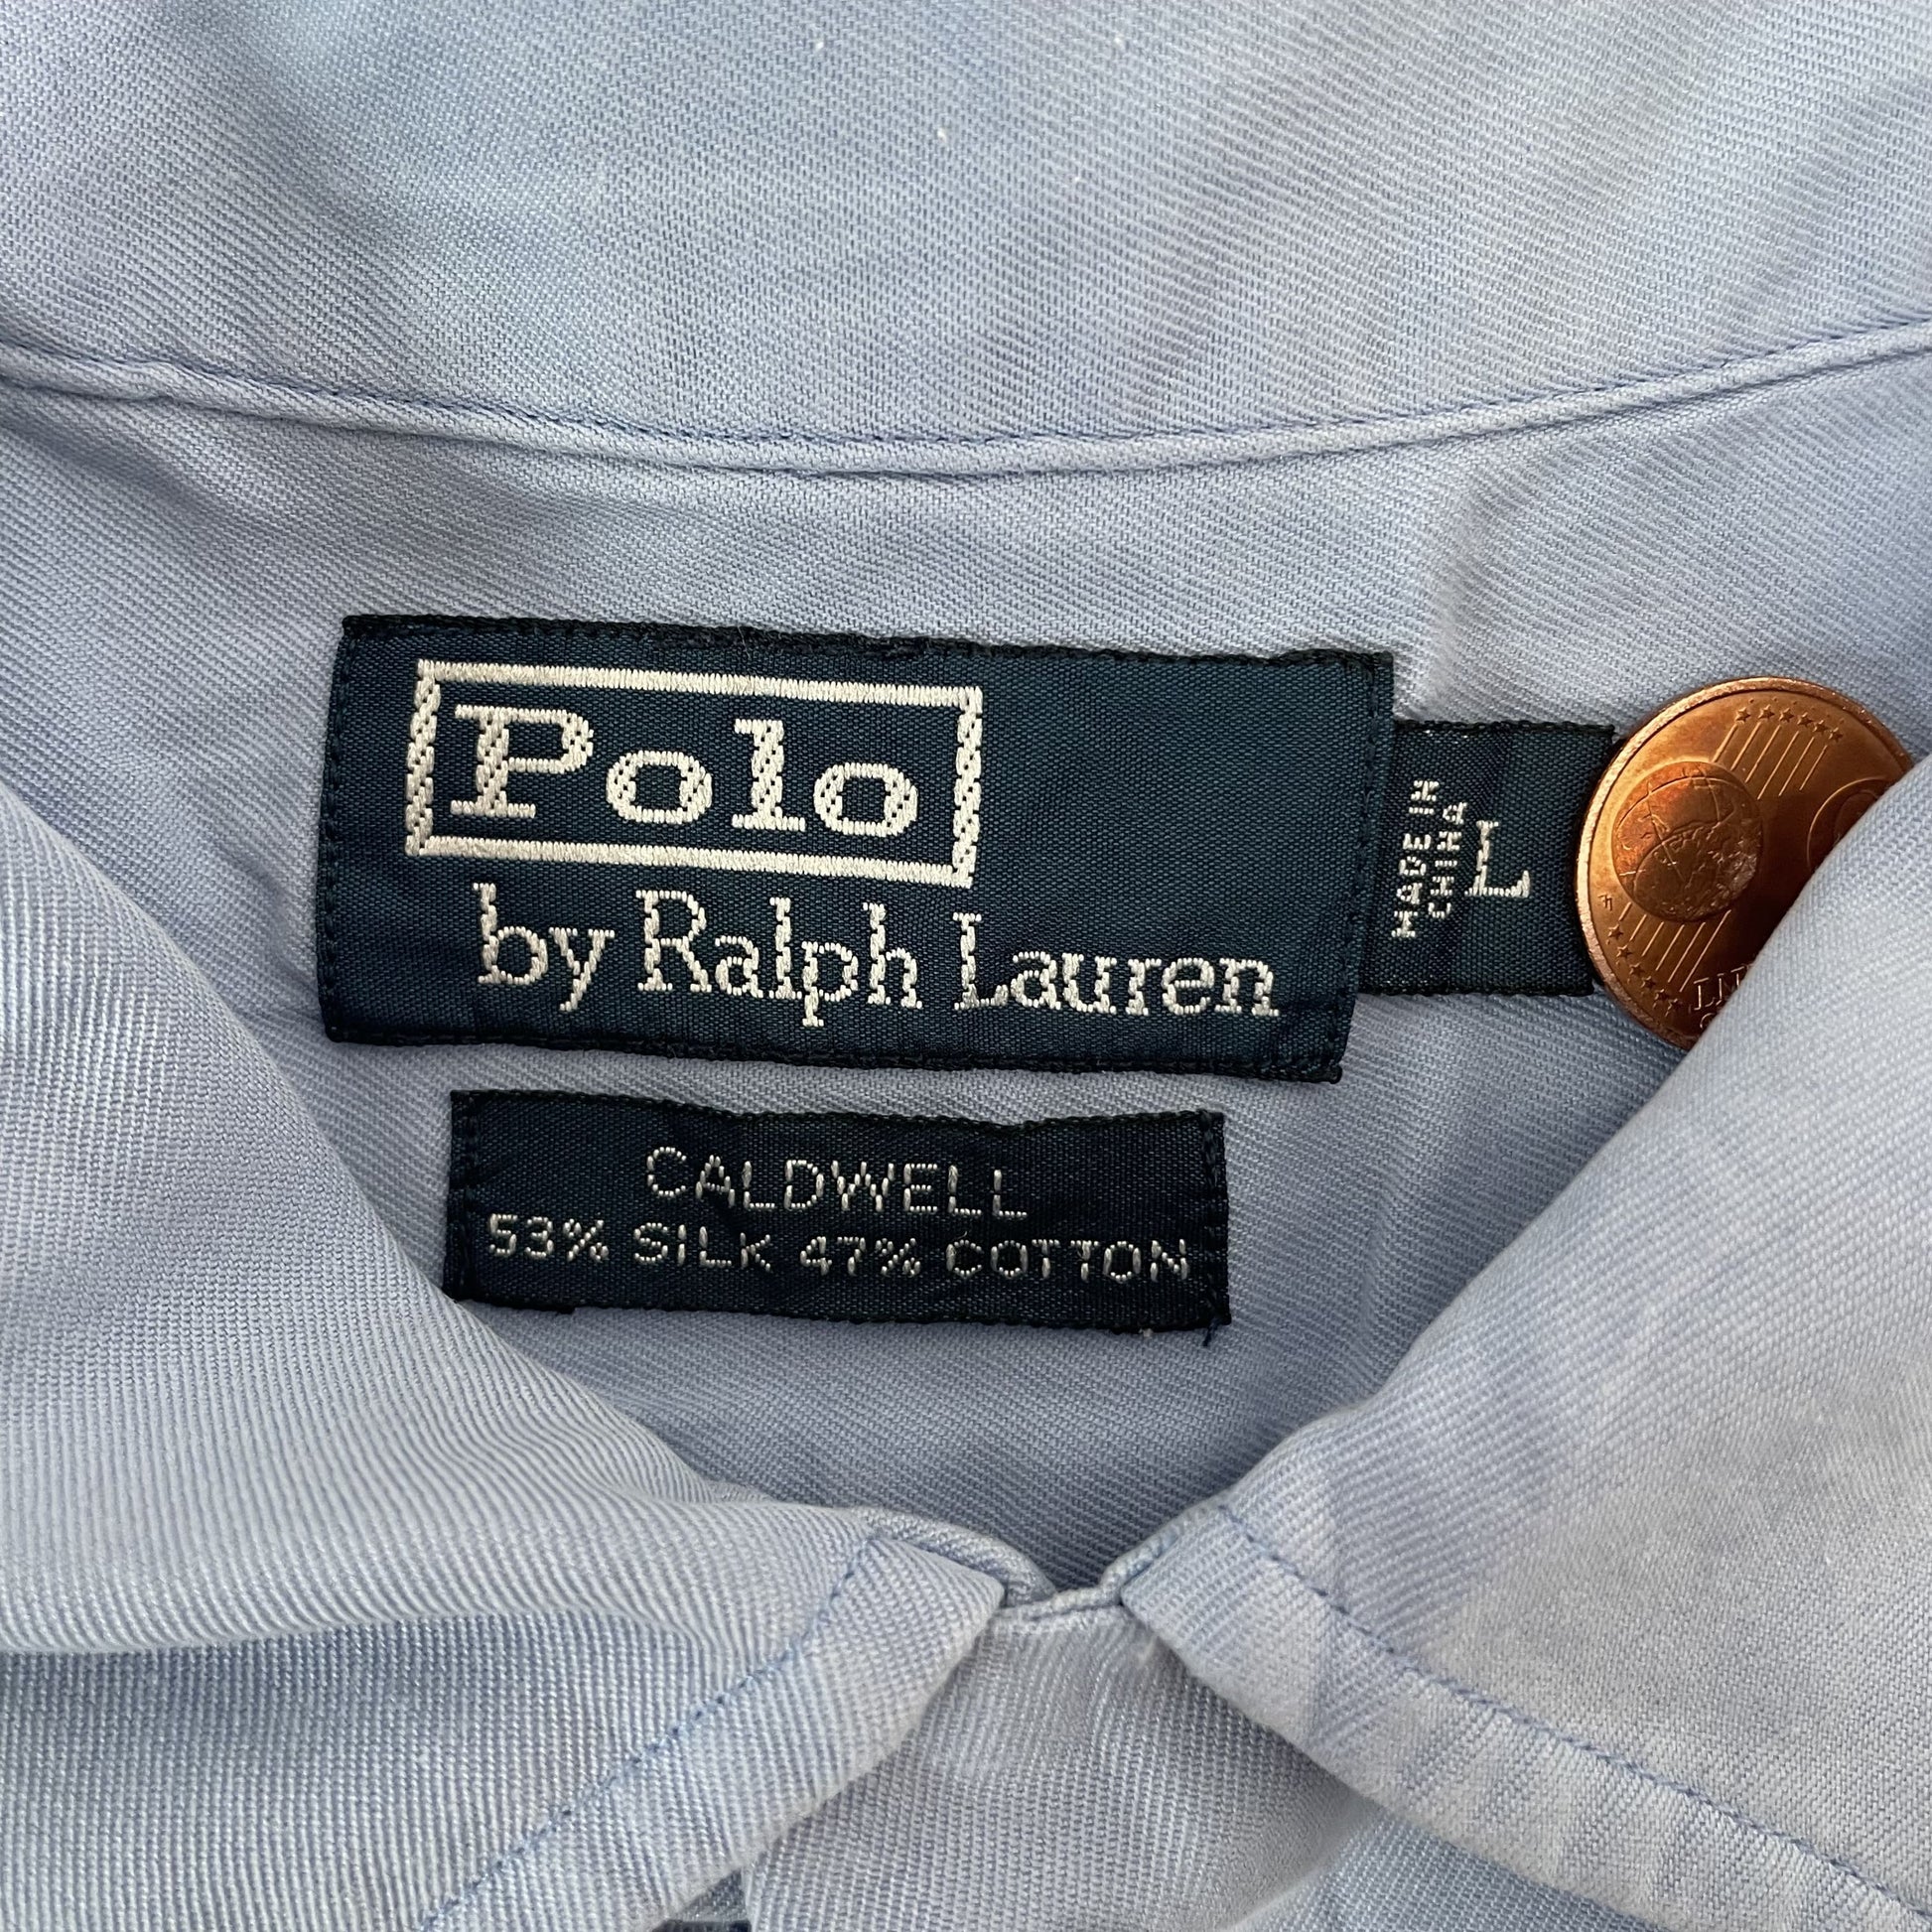 Polo
by Ralph Lauren
MADE IN
CHINA
L
CALDWELL
53% SILK 47% COTTON